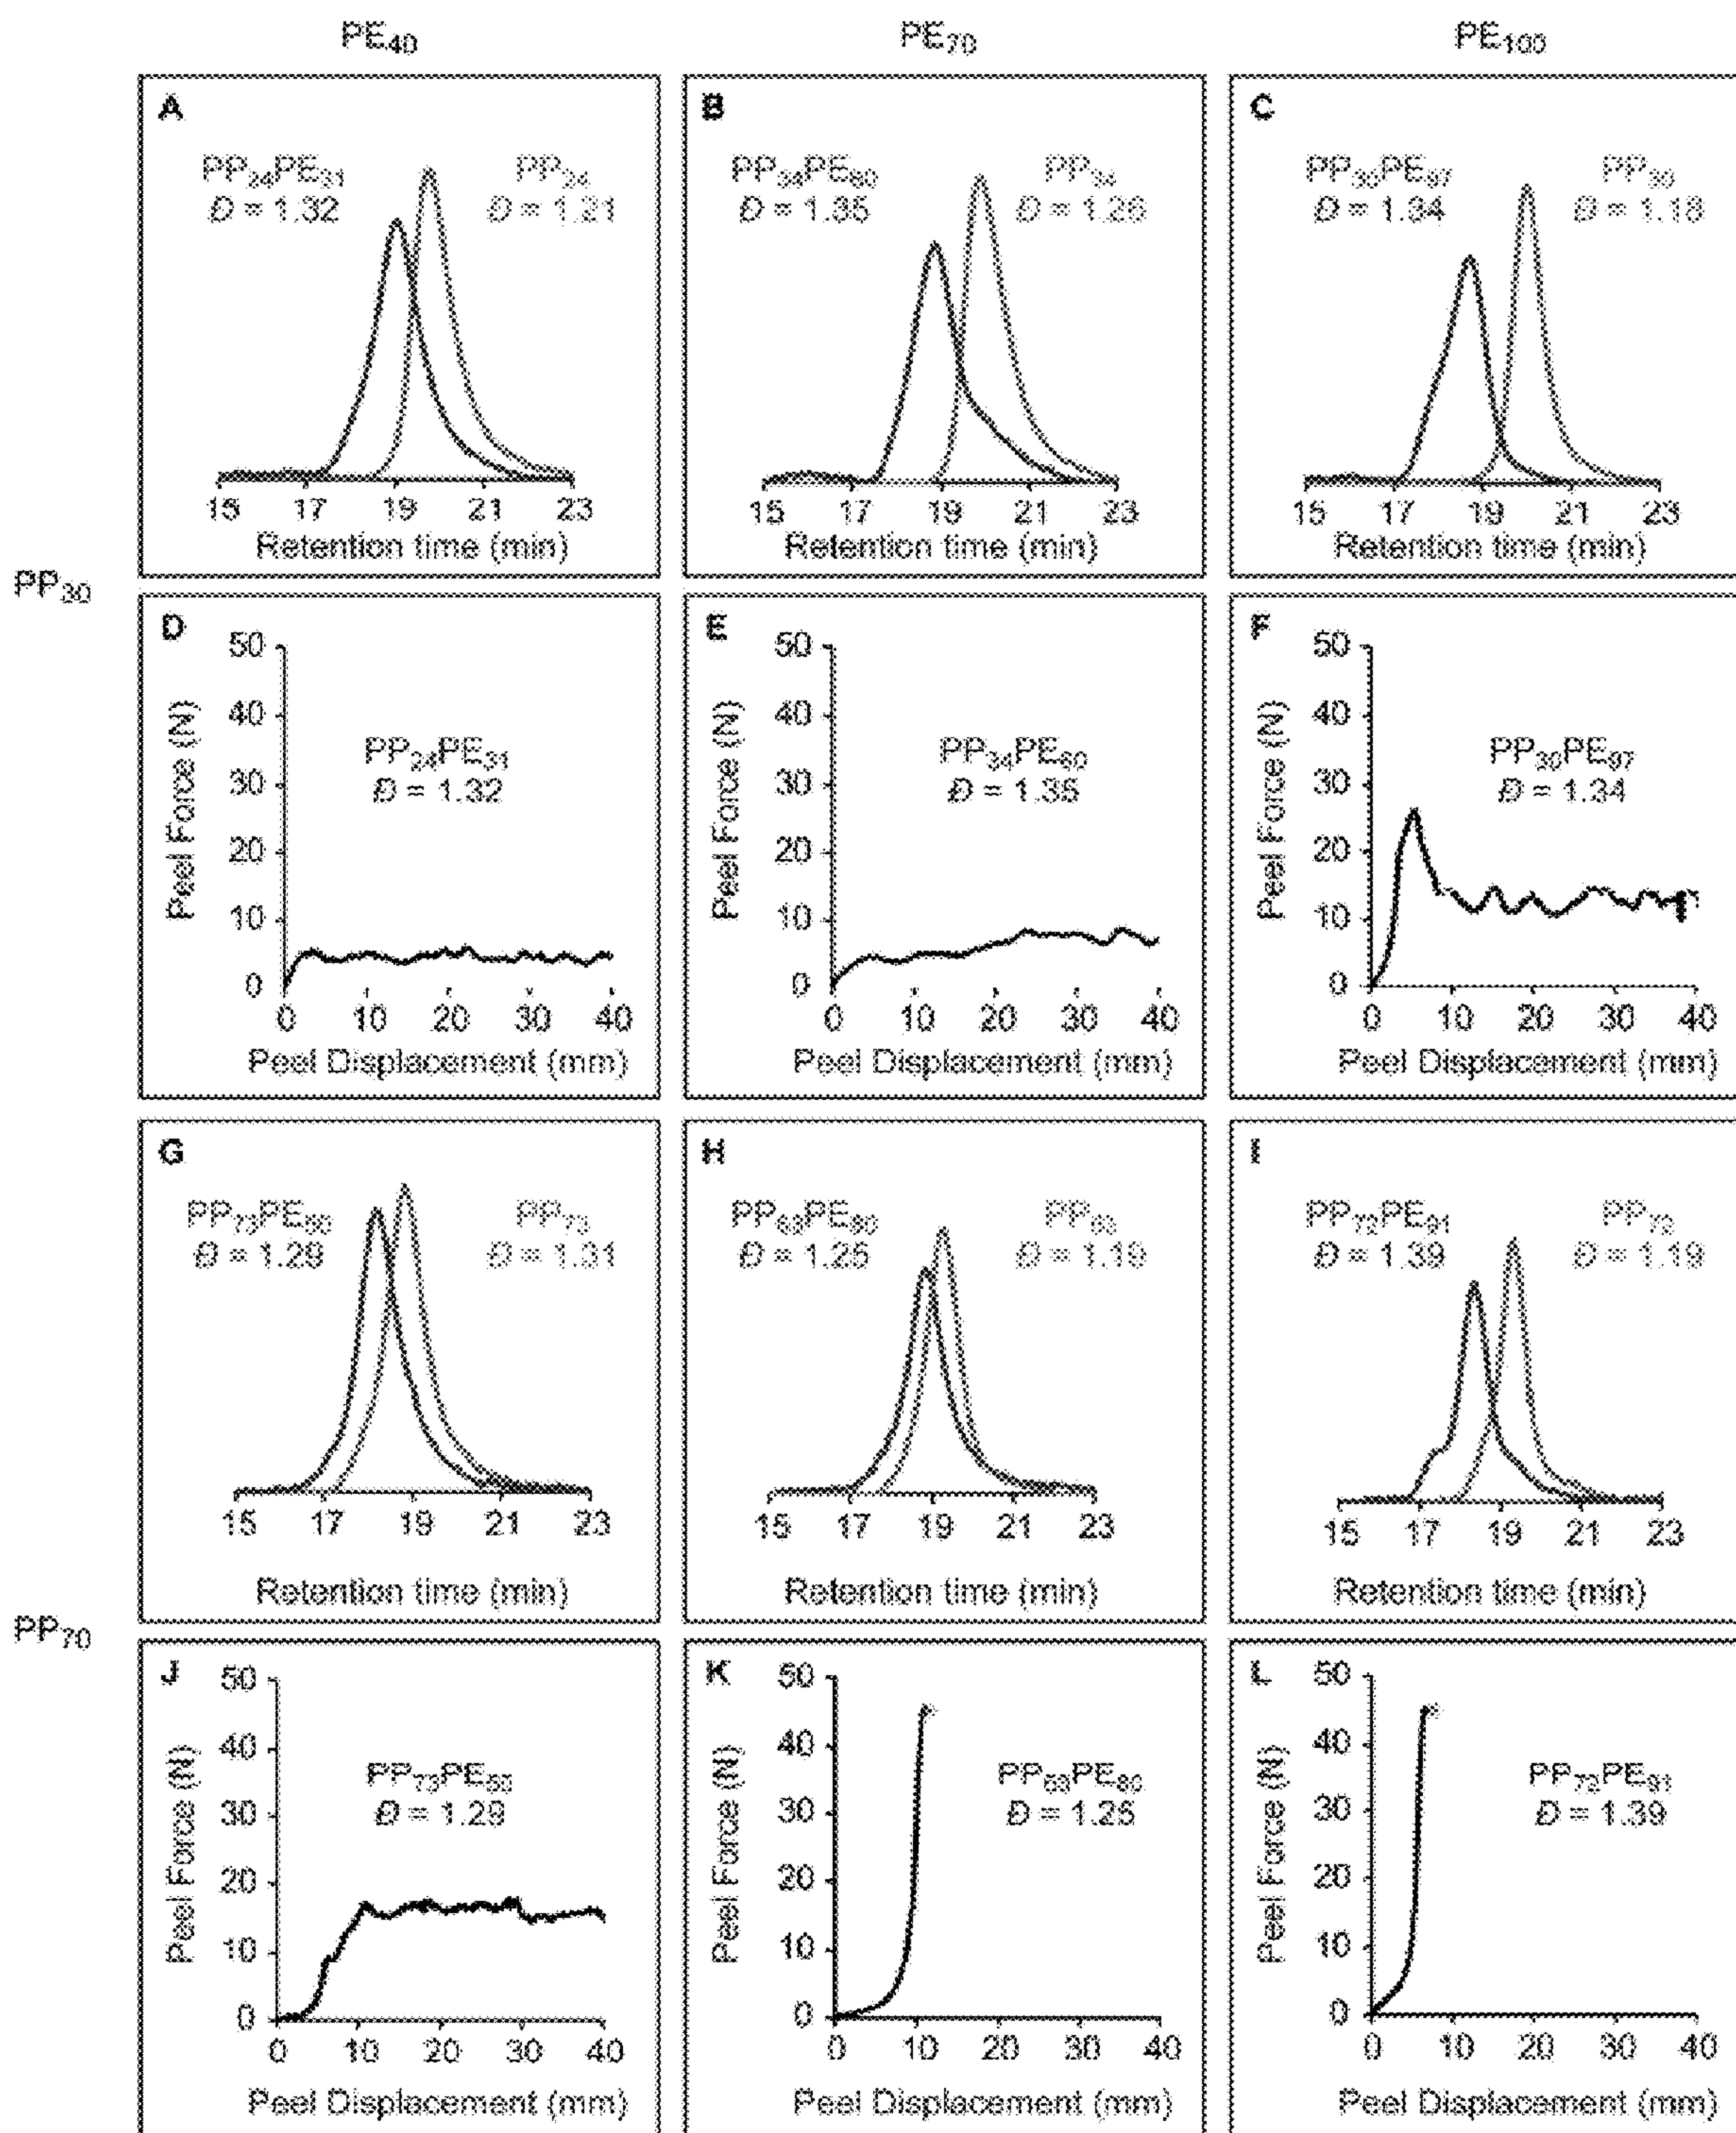 PE40 PE70 PE100
PP30
A
PP24PE31 PP24
Đ = 1.32 Đ = 1.21
15 17 19 21 23
Retention time (min)
B
PP34PE60 PP34
Đ = 1.35 Đ = 1.26
15 17 19 21 23
Retention time (min)
C
PP30PE97 PP30
Đ = 1.34 Đ = 1.18
15 17 19 21 23
Retention time (min)
D
50
40
30
20
10
0
Peel Force (N)
PP24PE31
Đ = 1.32
0 10 20 30 40
Peel Displacement (mm)
E
50
40
30
20
10
0
Peel Force (N)
PP34PE60
Đ = 1.35
0 10 20 30 40
Peel Displacement (mm)
F
50
40
30
20
10
0
Peel Force (N)
PP30PE97
Đ = 1.34
0 10 20 30 40
Peel Displacement (mm)
PP70
G
PP73PE50 PP73
Đ = 1.29 Đ = 1.31
15 17 19 21 23
Retention time (min)
H
Đ = 1.25 Đ = 1.19
15 17 19 21 23
Retention time (min)
I
PP72PE91 PP72
Đ = 1.39 Đ = 1.19
15 17 19 21 23
Retention time (min)
J
50
40
30
20
10
0
Peel Force (N)
PP73PE50
Đ = 1.29
0 10 20 30 40
Peel Displacement (mm)
K
50
40
30
20
10
0
Peel Force (N)
Đ = 1.25
0 10 20 30 40
Peel Displacement (mm)
L
50
40
30
20
10
0
Peel Force (N)
PP72PE91
Đ = 1.39
0 10 20 30 40
Peel Displacement (mm)